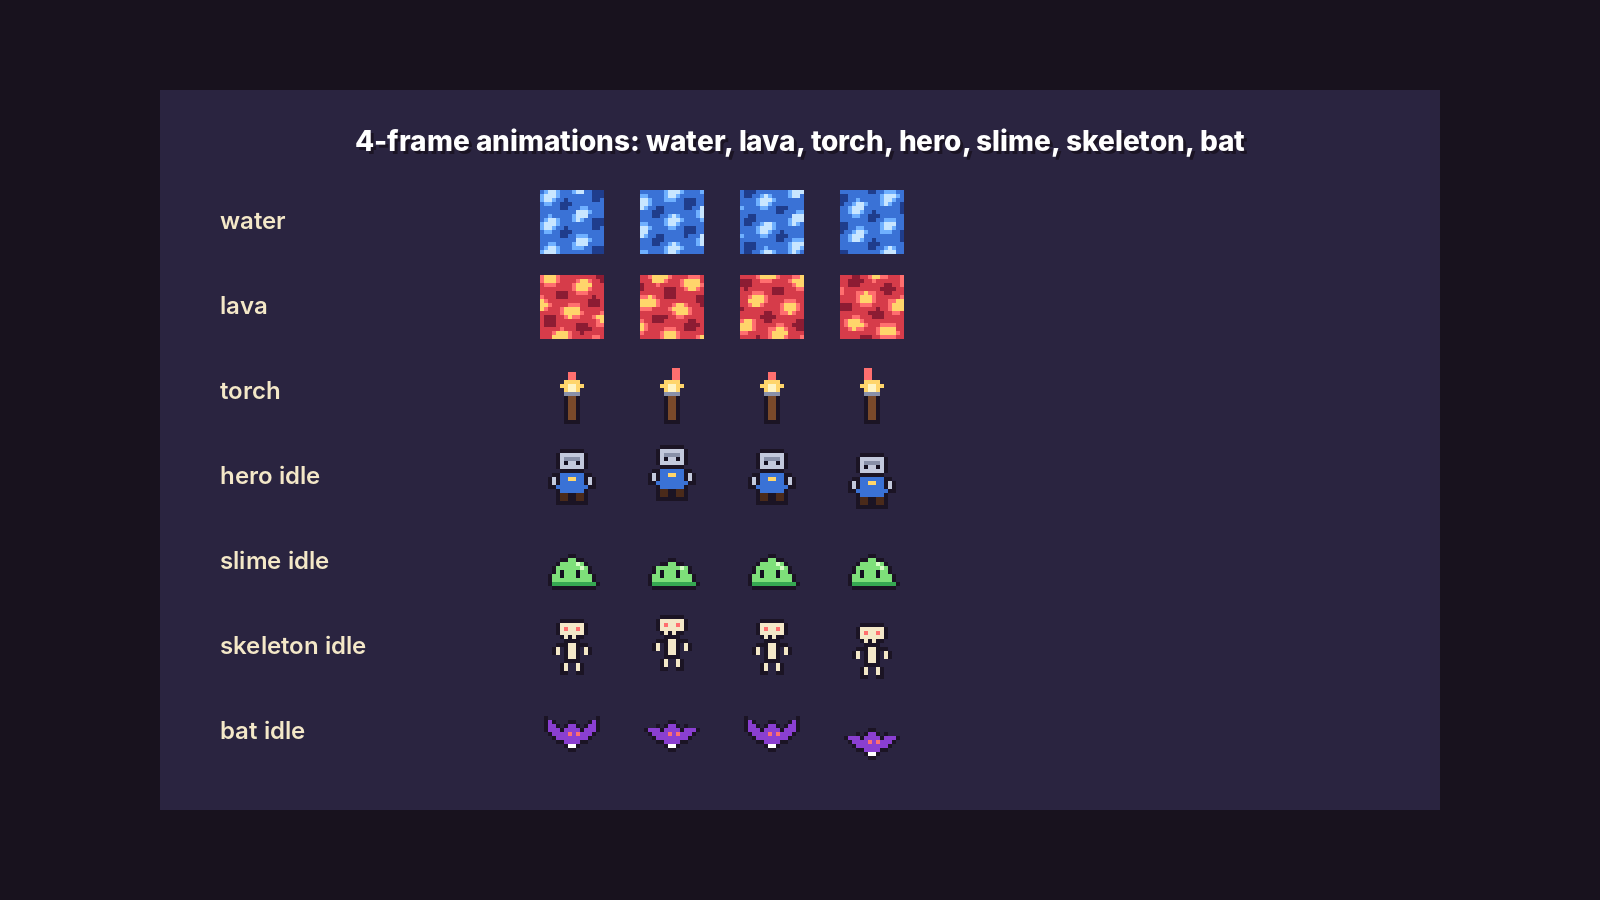 4-frame animations: water, lava, torch, hero, slime, skeleton, bat
water
lava
torch
hero idle
slime idle
skeleton idle
bat idle